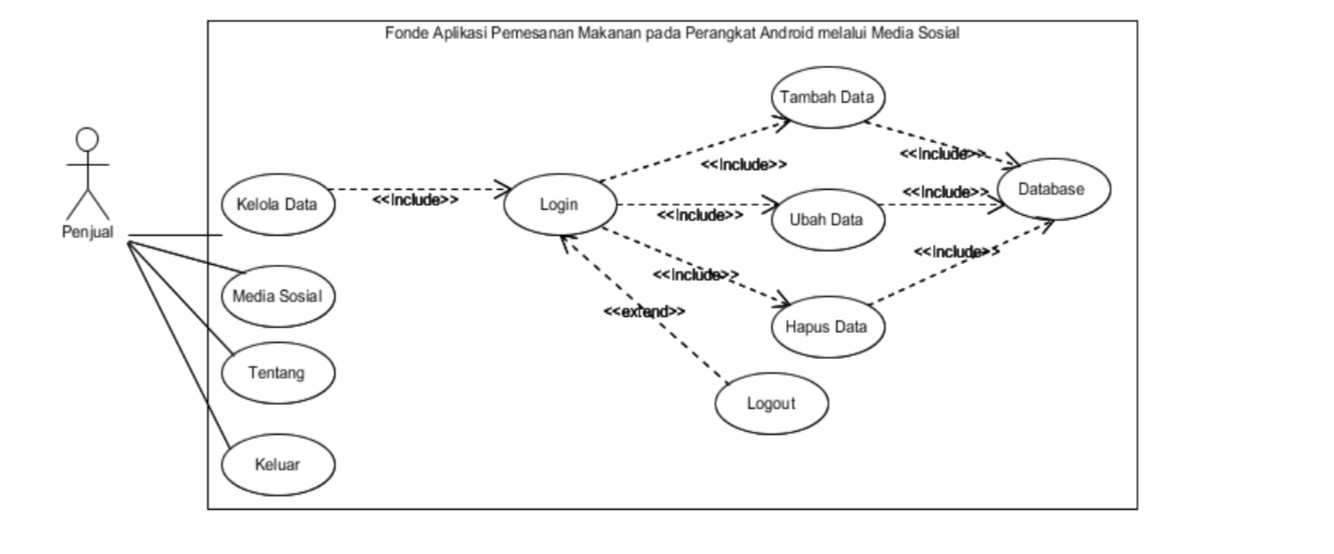 Fonde Aplikasi Pemesanan Makanan pada Perangkat Android melalui Media Sosial
Tambah Data
<<Include>>
<<Include>>
Penjual
Kelola Data
<<Include>>
Login
<<Include>>
Ubah Data
<<Include>>
Database
<<Include>>
<<Include>>
Media Sosial
<<extend>>
Hapus Data
Tentang
Logout
Keluar